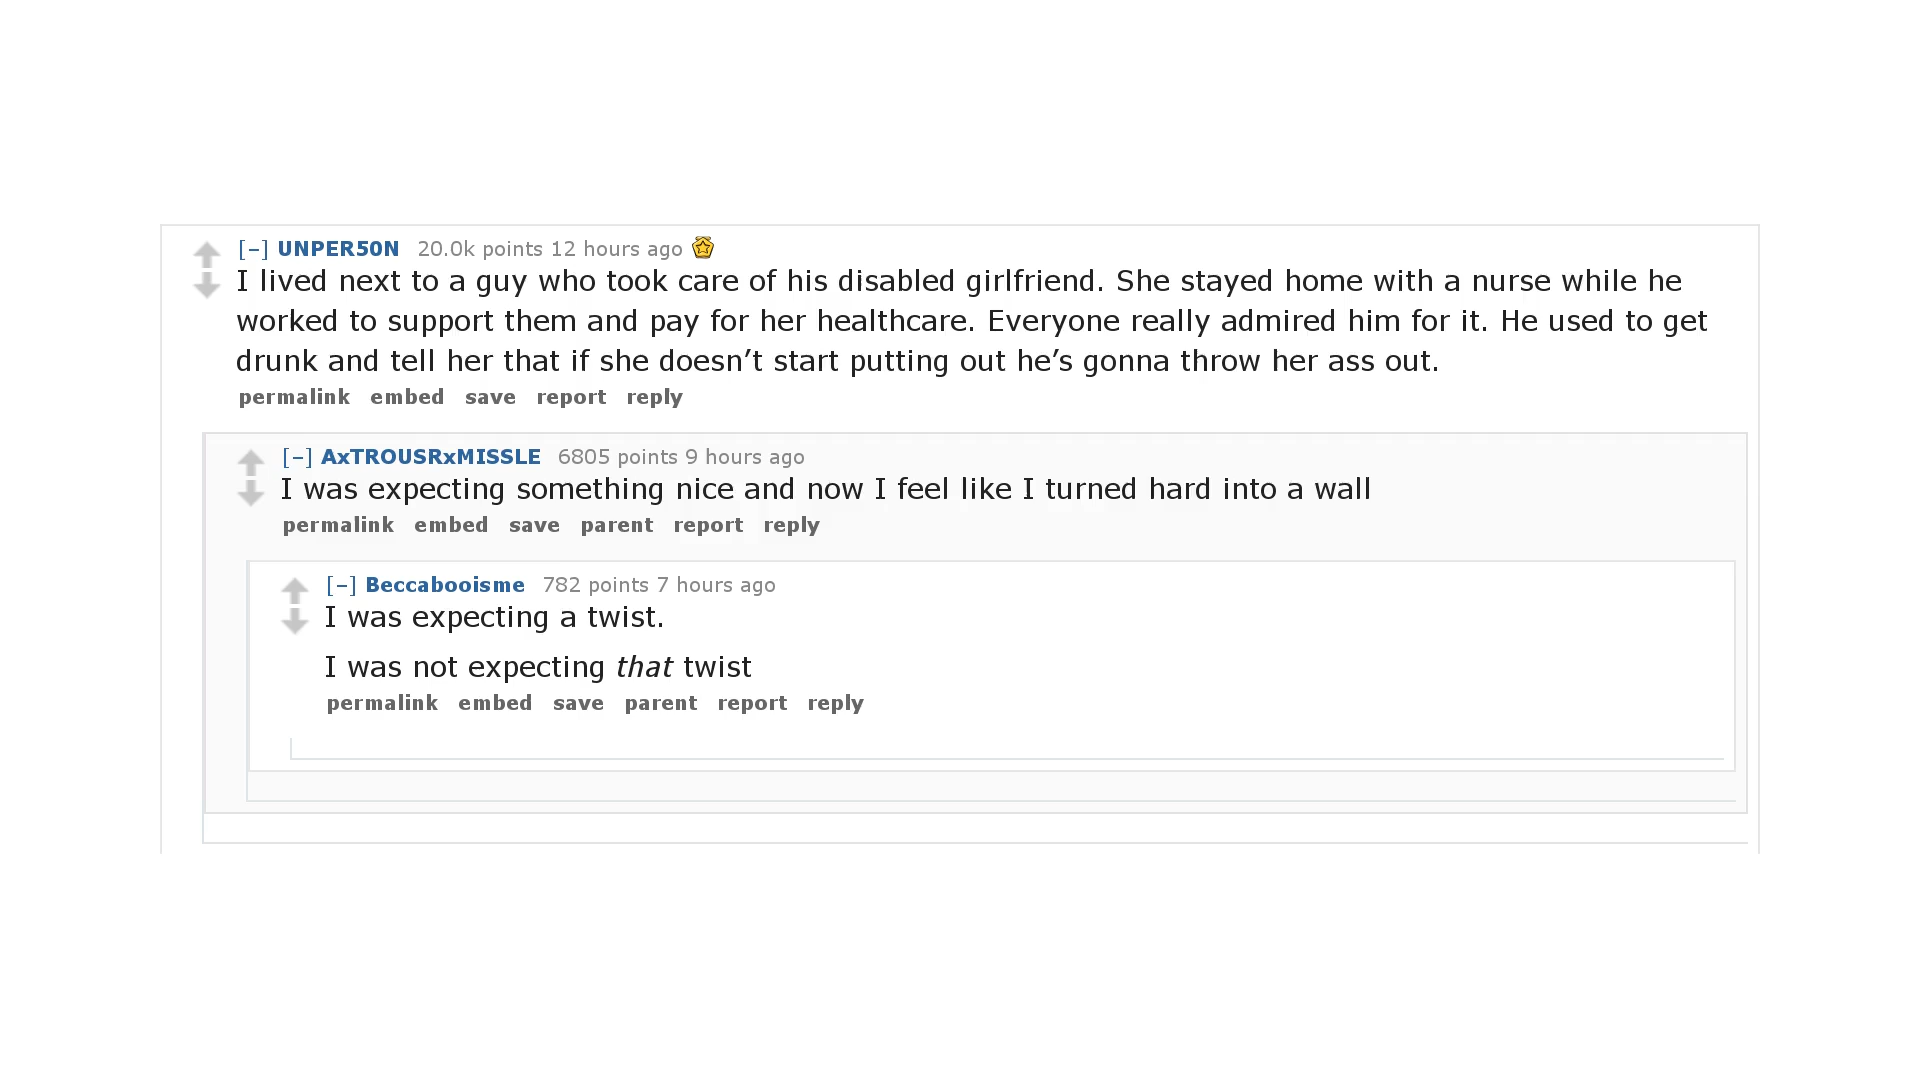 [–] UNPER50N 20.0k points 12 hours ago
I lived next to a guy who took care of his disabled girlfriend. She stayed home with a nurse while he
worked to support them and pay for her healthcare. Everyone really admired him for it. He used to get
drunk and tell her that if she doesn’t start putting out he’s gonna throw her ass out.
permalink embed save report reply
[–] AxTROUSRxMISSLE 6805 points 9 hours ago
I was expecting something nice and now I feel like I turned hard into a wall
permalink embed save parent report reply
[–] Beccabooisme 782 points 7 hours ago
I was expecting a twist.
I was not expecting that twist
permalink embed save parent report reply